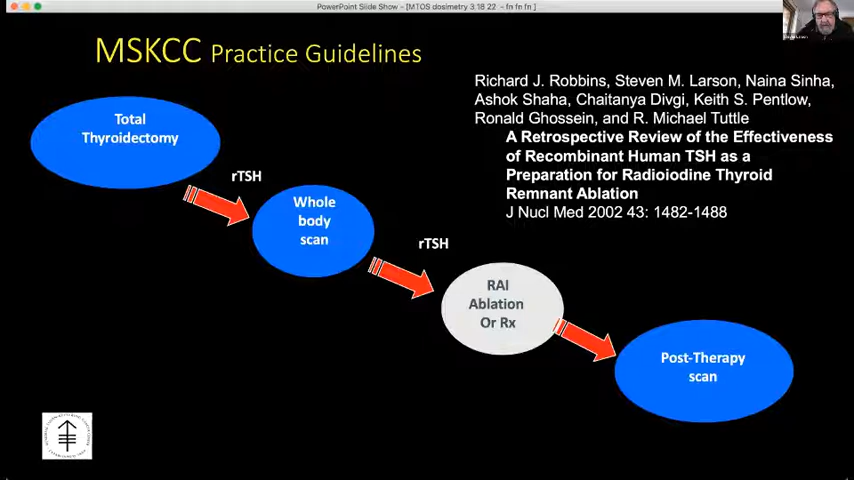 PowerPoint Slide Show - [MTOS dosimetry 3 18 22 - fn fn fn ]
MSKCC Practice Guidelines
Richard J. Robbins, Steven M. Larson, Naina Sinha,
Ashok Shaha, Chaitanya Divgi, Keith S. Pentlow,
Ronald Ghossein, and R. Michael Tuttle
A Retrospective Review of the Effectiveness
of Recombinant Human TSH as a
Preparation for Radioiodine Thyroid
Remnant Ablation
J Nucl Med 2002 43: 1482-1488
Total
Thyroidectomy
rTSH
Whole
body
scan
rTSH
RAI
Ablation
Or Rx
Post-Therapy
scan